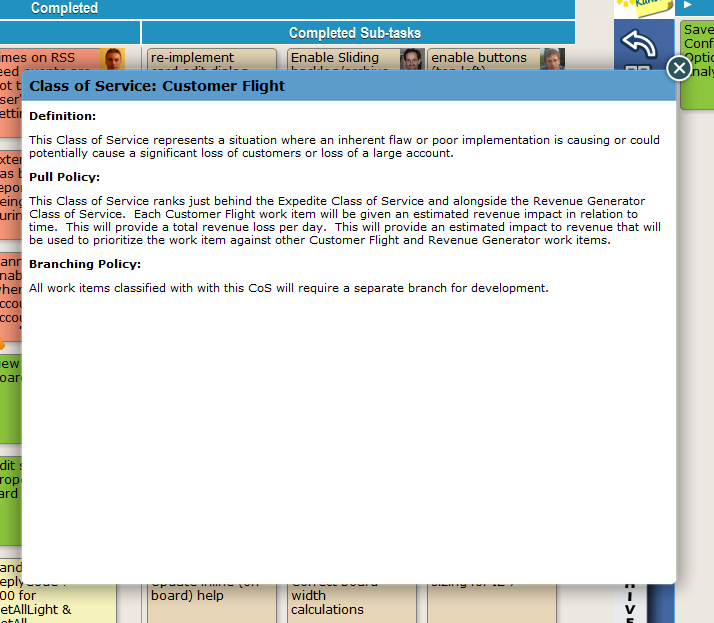 Completed
Completed Sub-tasks
re-implement
Enable Sliding
enable buttons
Save
Conf
Optio
on RSS
Class of Service: Customer Flight
Definition:
This Class of Service represents a situation where an inherent flaw or poor implementation is causing or could
potentially cause a significant loss of customers or loss of a large account.
Pull Policy:
This Class of Service ranks just behind the Expedite Class of Service and alongside the Revenue Generator
Class of Service. Each Customer Flight work item will be given an estimated revenue impact in relation to
time. This will provide a total revenue loss per day. This will provide an estimated impact to revenue that will
be used to prioritize the work item against other Customer Flight and Revenue Generator work items.
Branching Policy:
All work items classified with with this CoS will require a separate branch for development.
00 for
etAllLight &
board) help
width
calculations
H
I
V
E